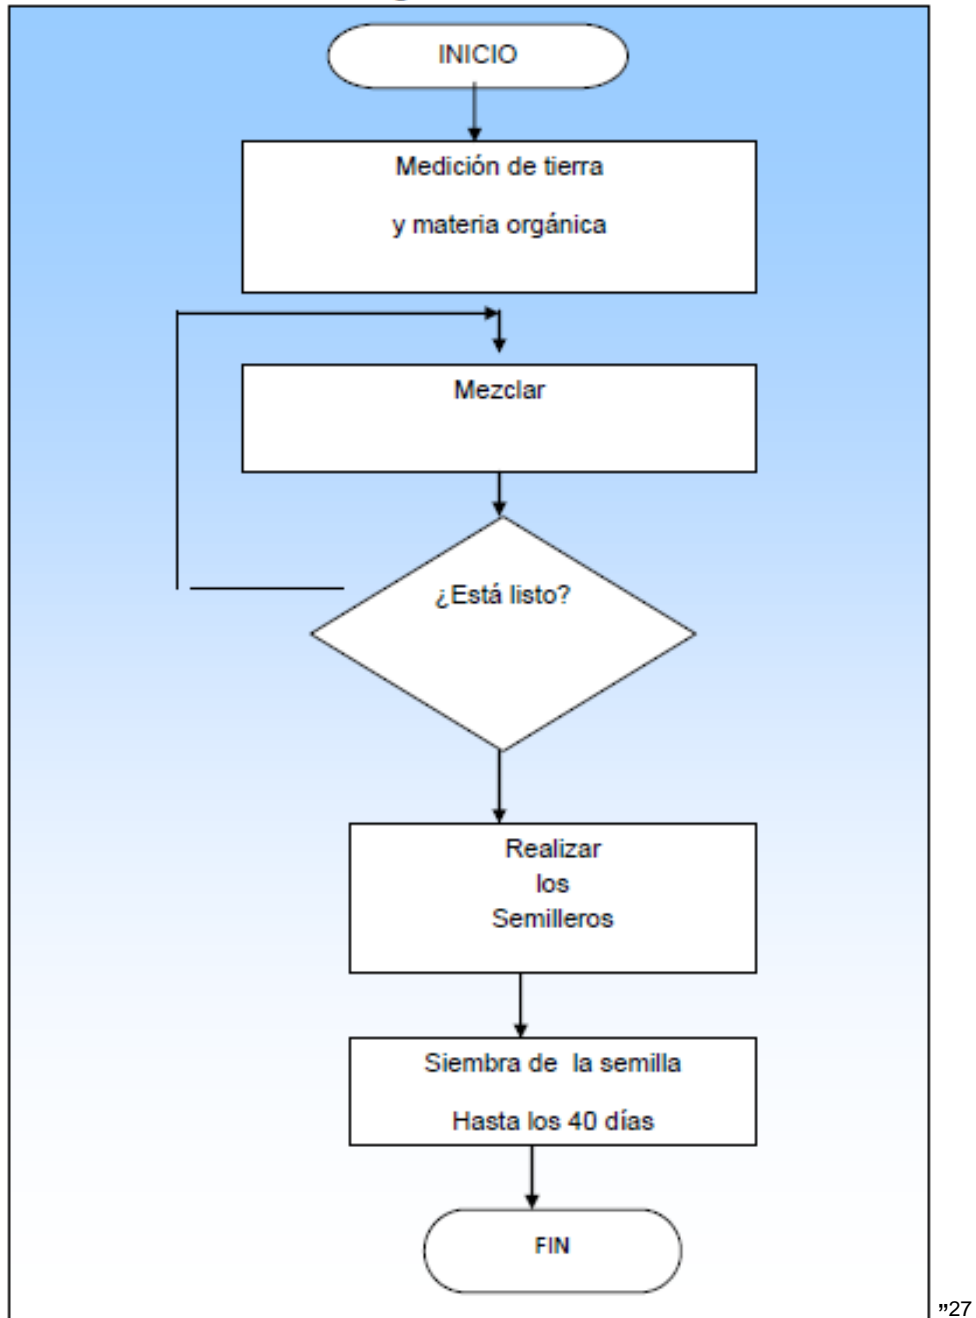 INICIO
Medición de tierra
y materia orgánica
Mezclar
¿Está listo?
Realizar
los
Semilleros
Siembra de  la semilla
Hasta los 40 días
FIN
”27